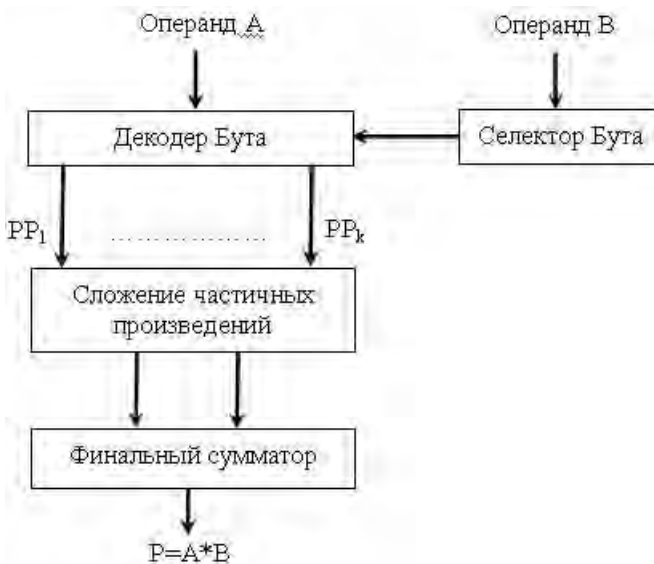 Операнд А
Операнд В
Декодер Бута
Селектор Бута
PP1
...................
PPk
Сложение частичных
произведений
Финальный сумматор
P=A*B